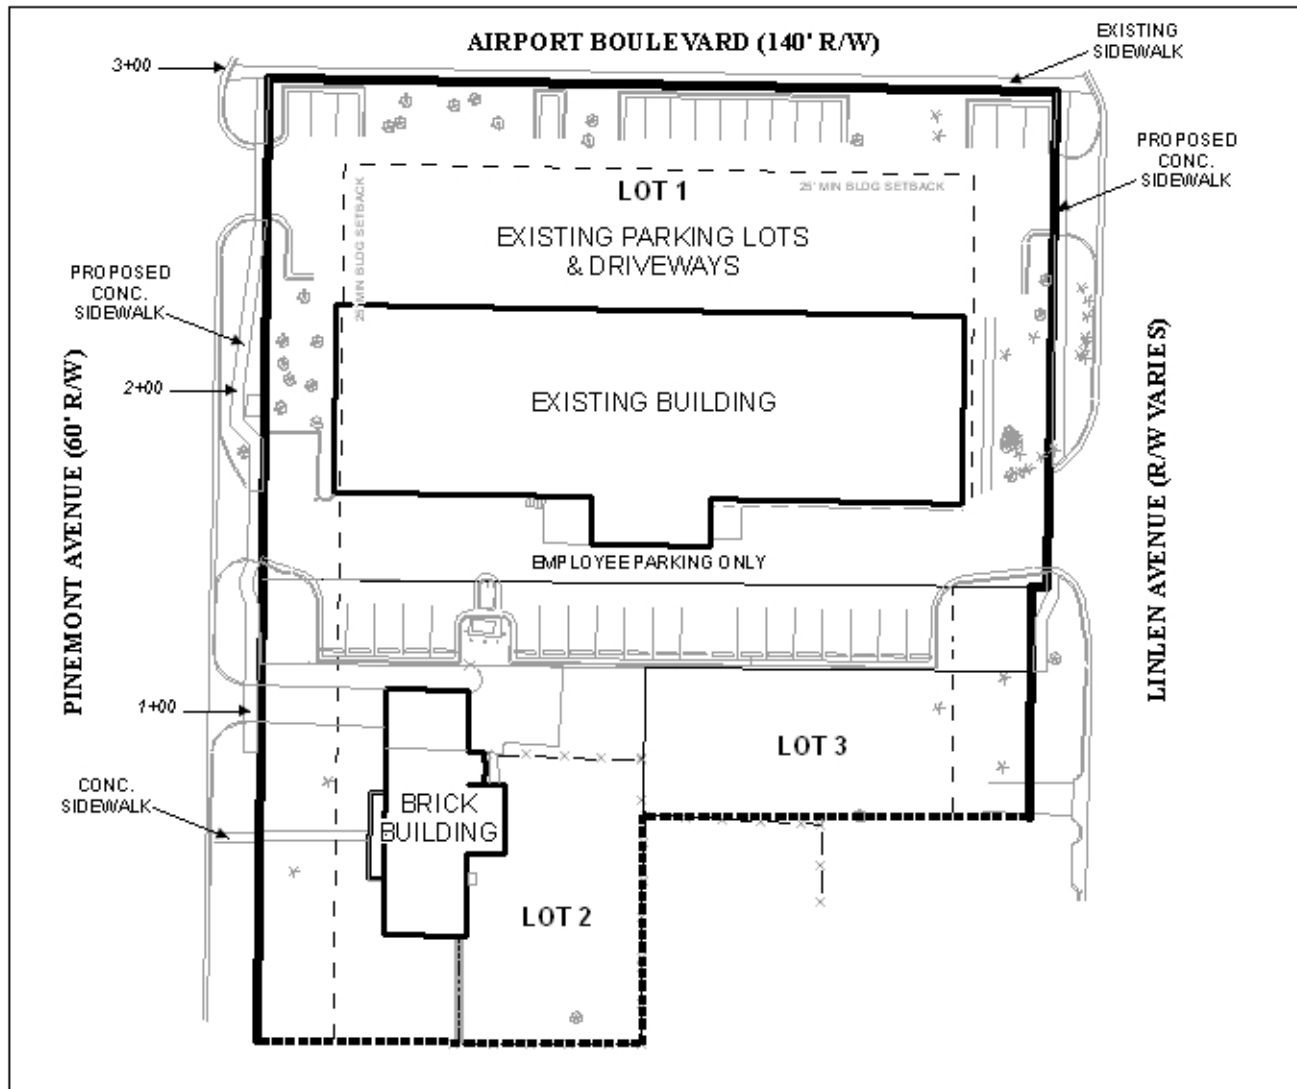 AIRPORT BOULEVARD (140' R/W)
EXISTING
SIDEWALK
3+00
PROPOSED
CONC.
SIDEWALK
LOT 1
25' MIN BLDG SETBACK
25' MIN BLDG SETBACK
EXISTING PARKING LOTS
& DRIVEWAYS
PROPOSED
CONC.
SIDEWALK
2+00
EXISTING BUILDING
PINEMONT AVENUE (60' R/W)
LINLEN AVENUE (R/W VARIES)
EMPLOYEE PARKING ONLY
1+00
LOT 3
CONC.
SIDEWALK
BRICK
BUILDING
LOT 2